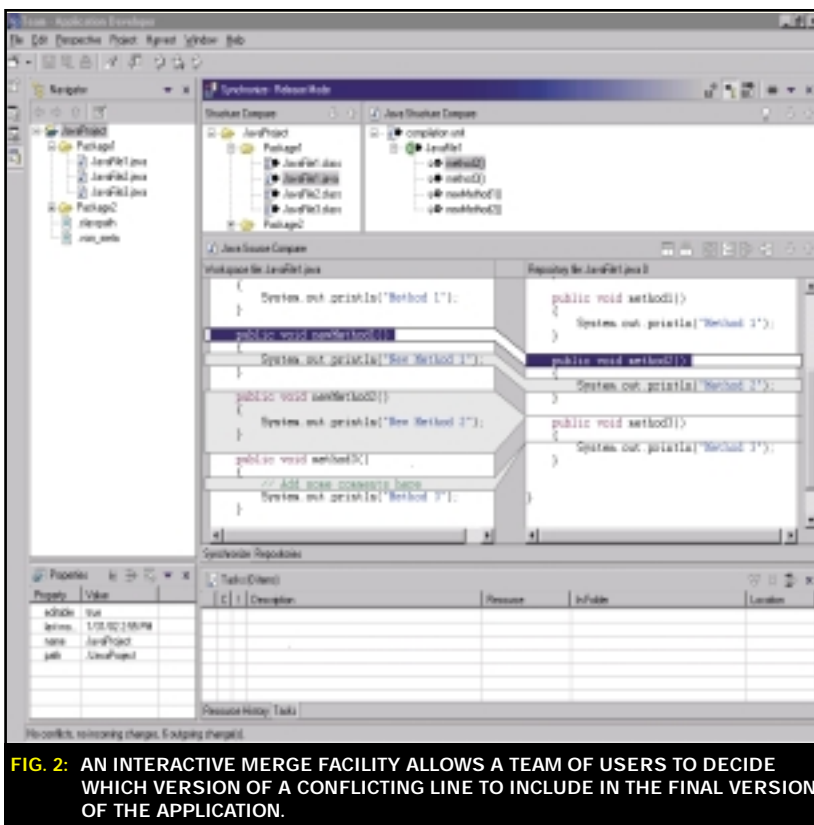 Team - Application Developer
File Edit Perspective Project Harvest Window Help
Navigator
JavaProject
Package1
JavaFile1.java
JavaFile2.java
JavaFile3.java
Package2
.classpath
.vcm_meta
Synchronize - Release Mode
Structure Compare
JavaProject
Package1
JavaFile1.class
JavaFile1.java
JavaFile2.class
JavaFile3.class
Package2
Java Structure Compare
compilation unit
JavaFile1
method2()
method3()
newMethod1()
newMethod2()
Java Source Compare
Workspace file: JavaFile1.java
{
System.out.println("Method 1");
}
public void newMethod1()
{
System.out.println("New Method 1");
}
public void newMethod2()
{
System.out.println("New Method 2");
}
public void method3()
{
// Add some comments here
System.out.println("Method 3");
}
Repository file: JavaFile1.java 0
public void method1()
{
System.out.println("Method 1");
}
public void method2()
{
System.out.println("Method 2");
}
public void method3()
{
System.out.println("Method 3");
}
}
Synchronize Repositories
Properties
Property Value
editable true
last mo...
name JavaProject
path /JavaProject
Tasks (0 items)
C ! Description Resource In Folder Location
Resource History Tasks
No conflicts, no incoming changes, 6 outgoing change(s).
FIG. 2: AN INTERACTIVE MERGE FACILITY ALLOWS A TEAM OF USERS TO DECIDE
WHICH VERSION OF A CONFLICTING LINE TO INCLUDE IN THE FINAL VERSION
OF THE APPLICATION.